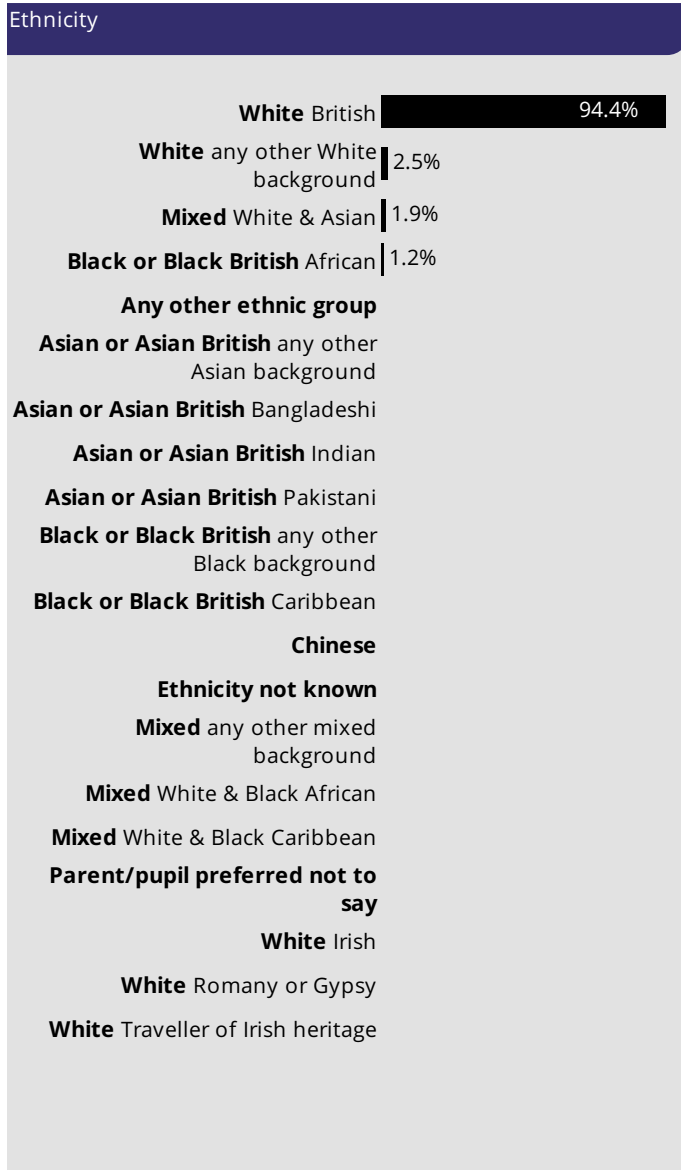 Ethnicity
White British 94.4%
White any other White
background 2.5%
Mixed White & Asian 1.9%
Black or Black British African 1.2%
Any other ethnic group
Asian or Asian British any other
Asian background
Asian or Asian British Bangladeshi
Asian or Asian British Indian
Asian or Asian British Pakistani
Black or Black British any other
Black background
Black or Black British Caribbean
Chinese
Ethnicity not known
Mixed any other mixed
background
Mixed White & Black African
Mixed White & Black Caribbean
Parent/pupil preferred not to
say
White Irish
White Romany or Gypsy
White Traveller of Irish heritage